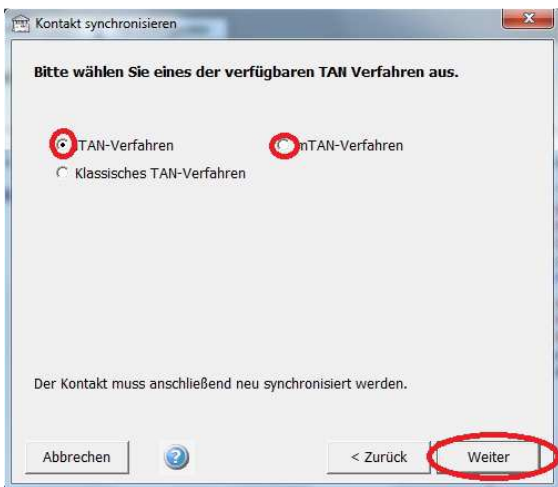 Kontakt synchronisieren
Bitte wählen Sie eines der verfügbaren TAN Verfahren aus.
TAN-Verfahren mTAN-Verfahren
Klassisches TAN-Verfahren
Der Kontakt muss anschließend neu synchronisiert werden.
Abbrechen ? < Zurück Weiter